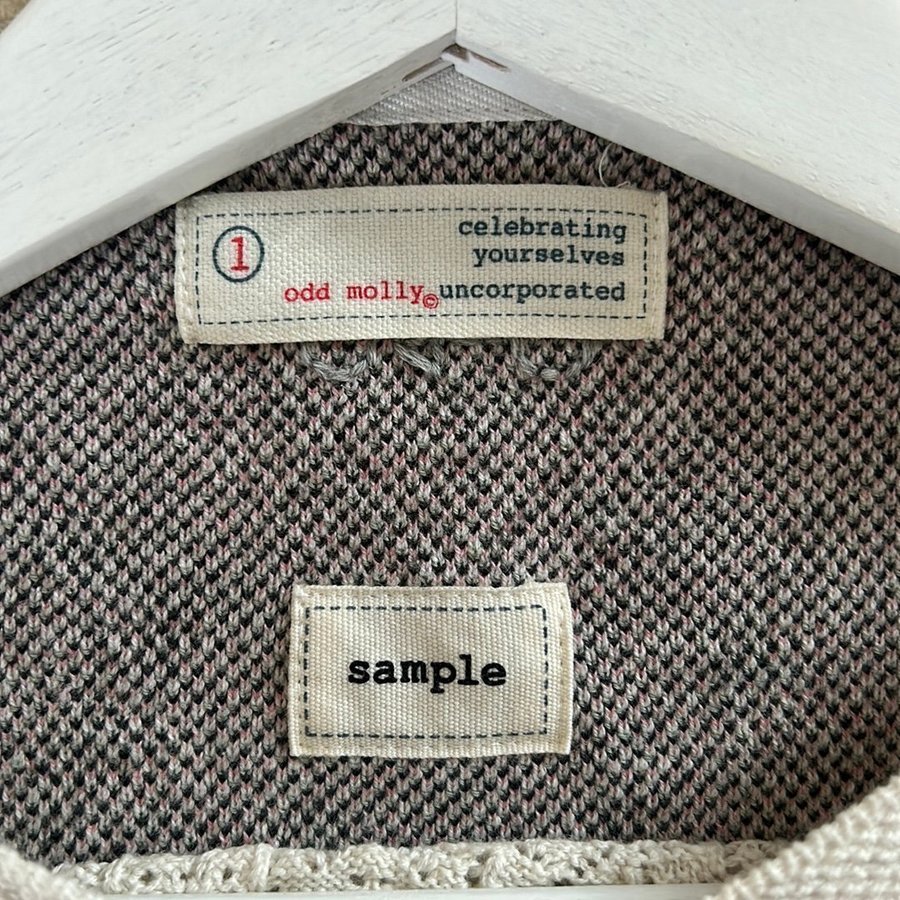 1
celebrating
yourselves
odd molly© uncorporated
sample